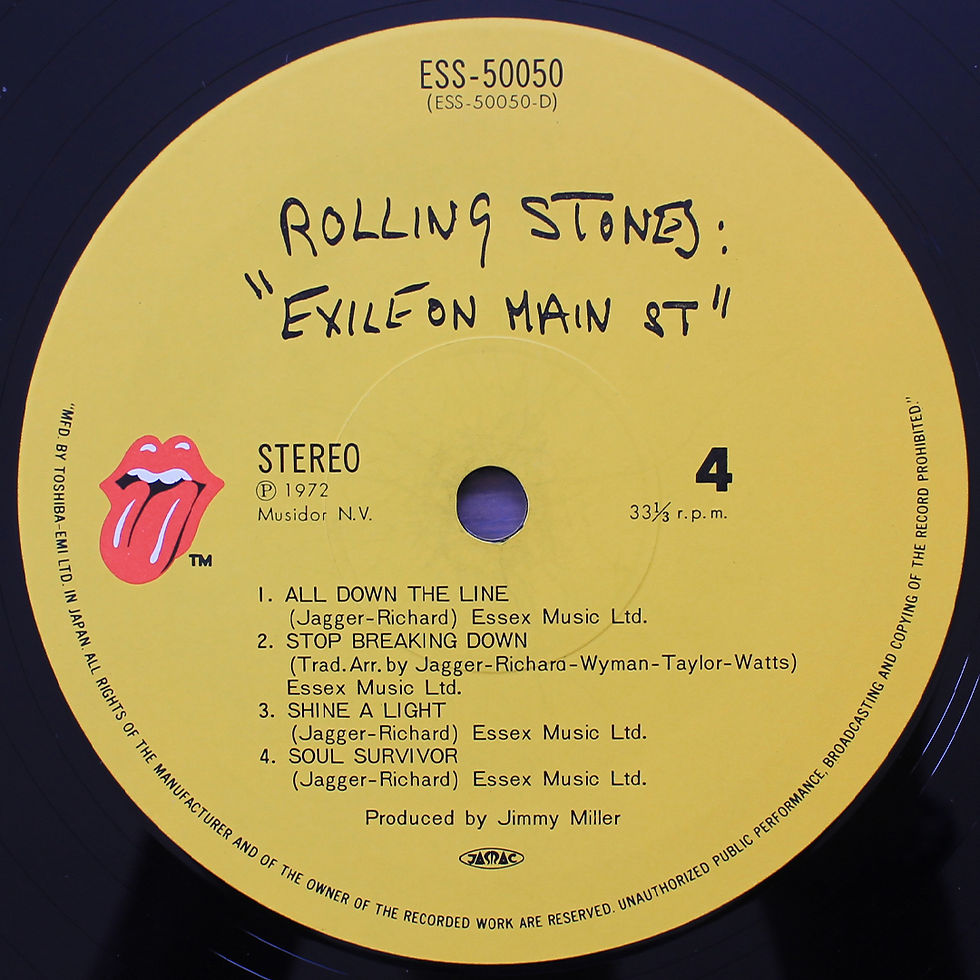 ESS-50050
(ESS-50050-D)
ROLLING STONES:
"EXILE ON MAIN ST"
STEREO
Ⓟ 1972
Musidor N.V.
4
33⅓ r.p.m.
TM
1. ALL DOWN THE LINE
(Jagger-Richard) Essex Music Ltd.
2. STOP BREAKING DOWN
(Trad. Arr. by Jagger-Richard-Wyman-Taylor-Watts)
Essex Music Ltd.
3. SHINE A LIGHT
(Jagger-Richard) Essex Music Ltd.
4. SOUL SURVIVOR
(Jagger-Richard) Essex Music Ltd.
Produced by Jimmy Miller
JASRAC
"MFD. BY TOSHIBA-EMI LTD. IN JAPAN. ALL RIGHTS OF THE MANUFACTURER AND OF THE OWNER OF THE RECORDED WORK ARE RESERVED. UNAUTHORIZED PUBLIC PERFORMANCE, BROADCASTING AND COPYING OF THE RECORD PROHIBITED."